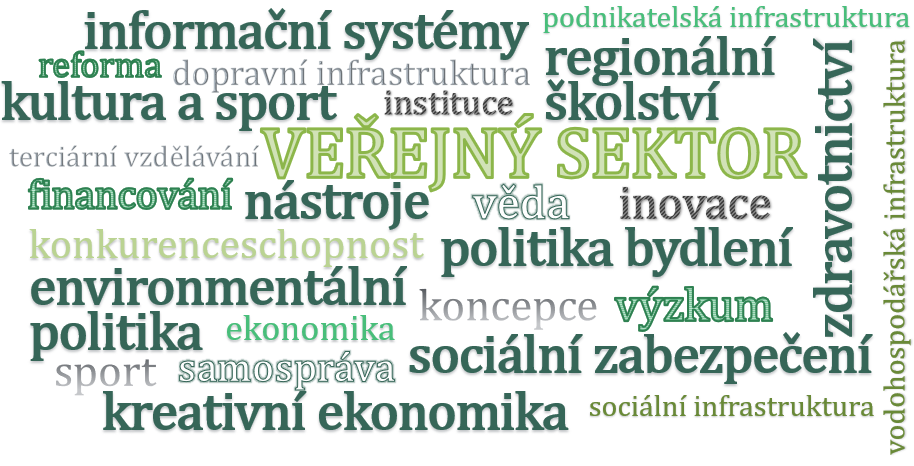 informační systémy
podnikatelská infrastruktura
reforma
dopravní infrastruktura
regionální
školství
kultura a sport
instituce
VEŘEJNÝ SEKTOR
terciární vzdělávání
financování
nástroje
věda
inovace
zdravotnictví
vodohospodářská infrastruktura
konkurenceschopnost
politika bydlení
environmentální
politika
koncepce
výzkum
ekonomika
sociální zabezpečení
sport
samospráva
kreativní ekonomika
sociální infrastruktura